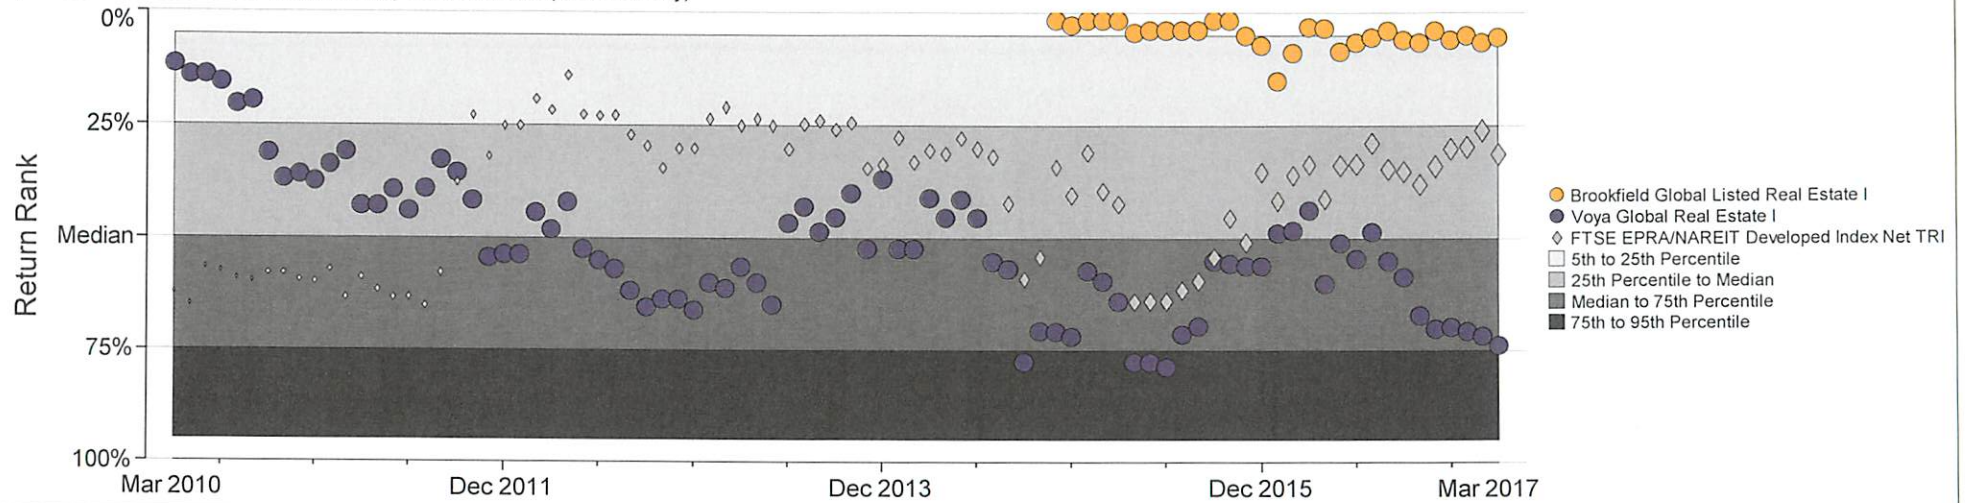 0%
25%
Median
75%
100%
Return Rank
Mar 2010
Dec 2011
Dec 2013
Dec 2015
Mar 2017
Brookfield Global Listed Real Estate I
Voya Global Real Estate I
FTSE EPRA/NAREIT Developed Index Net TRI
5th to 25th Percentile
25th Percentile to Median
Median to 75th Percentile
75th to 95th Percentile